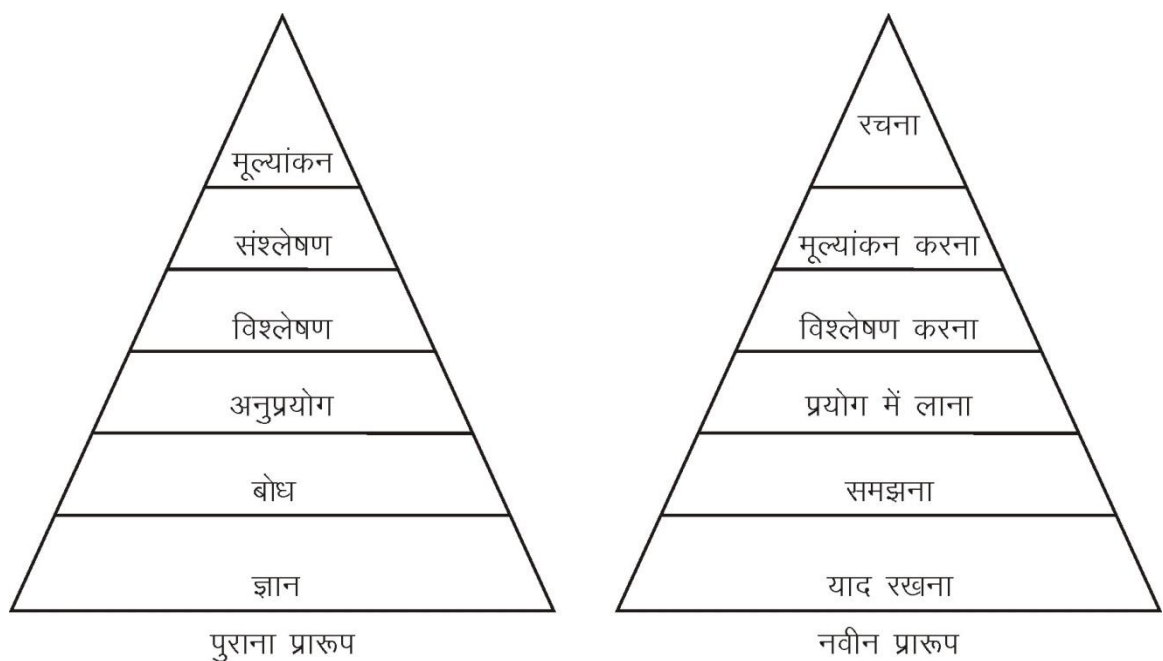 मूल्यांकन
संश्लेषण
विश्लेषण
अनुप्रयोग
बोध
ज्ञान
पुराना प्रारूप
रचना
मूल्यांकन करना
विश्लेषण करना
प्रयोग में लाना
समझना
याद रखना
नवीन प्रारूप